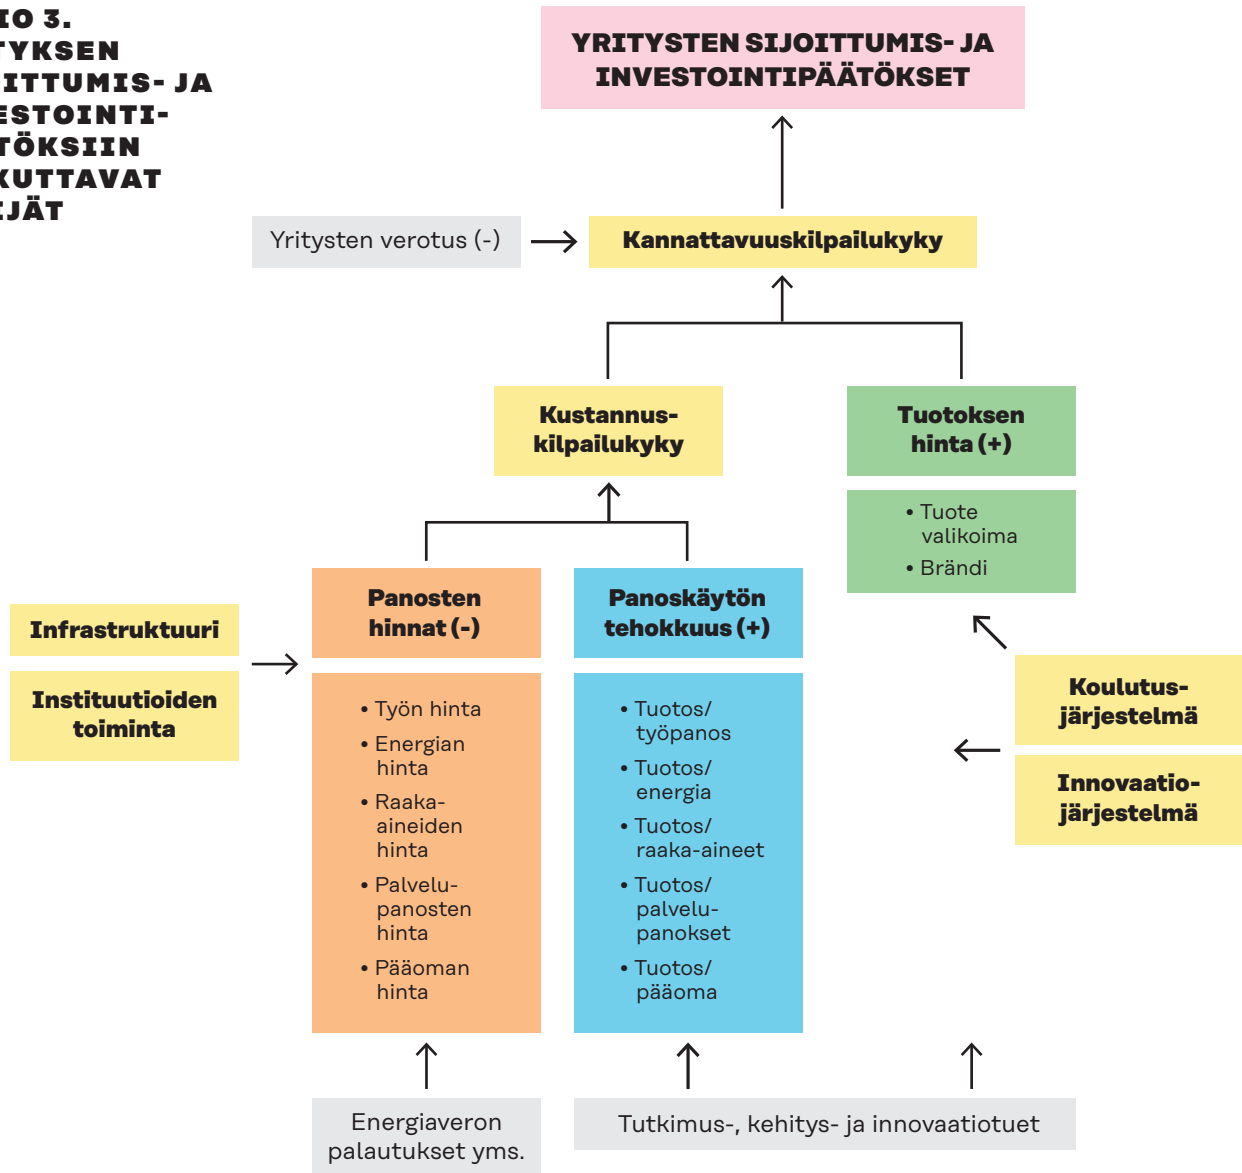 IO 3.
TYKSEN
ITTUMIS- JA
ESTOINTI-
TÖKSIIN
KUTTAVAT
IJÄT
YRITYSTEN SIJOITTUMIS- JA
INVESTOINTIPÄÄTÖKSET
Yritysten verotus (-)
Kannattavuuskilpailukyky
Kustannus-
kilpailukyky
Tuotoksen
hinta (+)
• Tuote
valikoima
• Brändi
Panosten
hinnat (-)
Panoskäytön
tehokkuus (+)
Infrastruktuuri
Instituutioiden
toiminta
• Työn hinta
• Energian
hinta
• Raaka-
aineiden
hinta
• Palvelu-
panosten
hinta
• Pääoman
hinta
• Tuotos/
työpanos
• Tuotos/
energia
• Tuotos/
raaka-aineet
• Tuotos/
palvelu-
panokset
• Tuotos/
pääoma
Koulutus-
järjestelmä
Innovaatio-
järjestelmä
Energiaveron
palautukset yms.
Tutkimus-, kehitys- ja innovaatiotuet